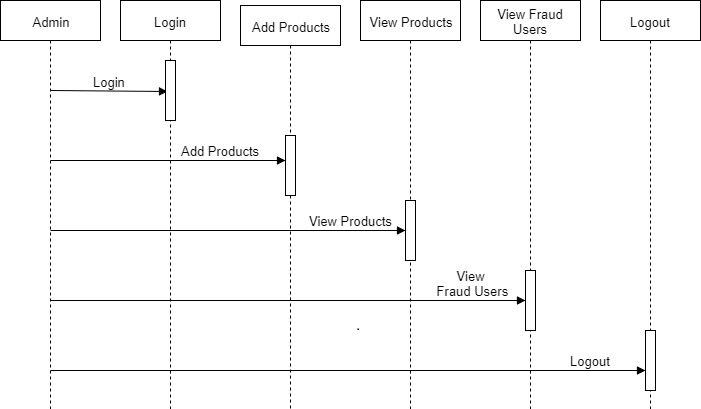 Admin
Login
Add Products
View Products
View Fraud
Users
Logout
Login
Add Products
View Products
View
Fraud Users
.
Logout